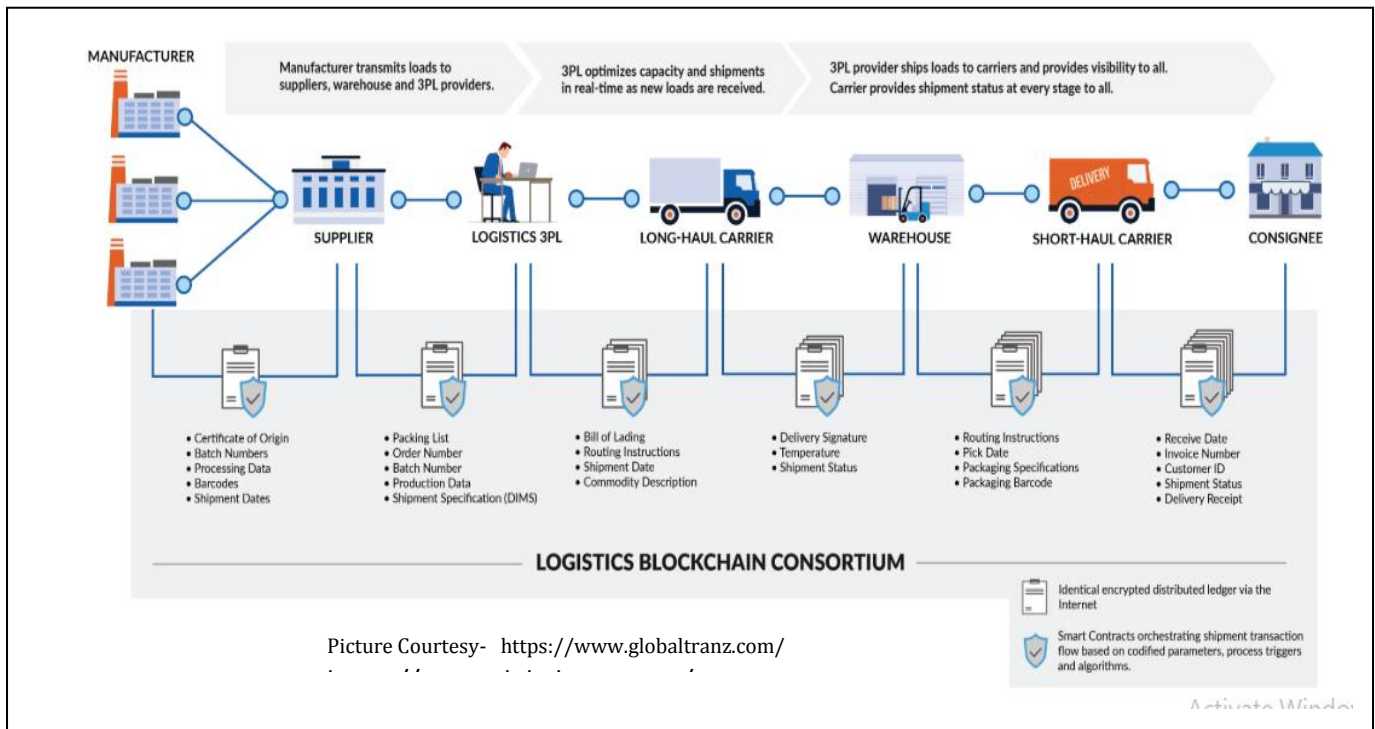 MANUFACTURER
Manufacturer transmits loads to
suppliers, warehouse and 3PL providers.
3PL optimizes capacity and shipments
in real-time as new loads are received.
3PL provider ships loads to carriers and provides visibility to all.
Carrier provides shipment status at every stage to all.
DELIVERY
SUPPLIER
LOGISTICS 3PL
LONG-HAUL CARRIER
WAREHOUSE
SHORT-HAUL CARRIER
CONSIGNEE
• Certificate of Origin
• Batch Numbers
• Processing Data
• Barcodes
• Shipment Dates
• Packing List
• Order Number
• Batch Number
• Production Data
• Shipment Specification (DIMS)
• Bill of Lading
• Routing Instructions
• Shipment Date
• Commodity Description
• Delivery Signature
• Temperature
• Shipment Status
• Routing Instructions
• Pick Date
• Packaging Specifications
• Packaging Barcode
• Receive Date
• Invoice Number
• Customer ID
• Shipment Status
• Delivery Receipt
LOGISTICS BLOCKCHAIN CONSORTIUM
Identical encrypted distributed ledger via the
Internet
Smart Contracts orchestrating shipment transaction
flow based on codified parameters, process triggers
and algorithms.
Picture Courtesy- https://www.globaltranz.com/
Activate Window